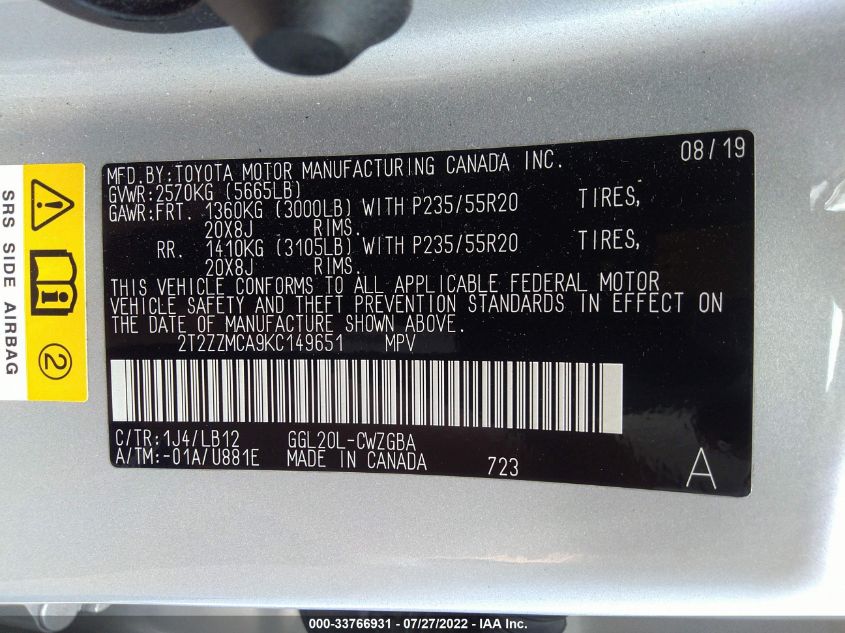 MFD.BY:TOYOTA MOTOR MANUFACTURING CANADA INC. 08/19
GVWR:2570KG (5665LB)
GAWR:FRT. 1360KG (3000LB) WITH P235/55R20 TIRES,
20X8J RIMS.
RR. 1410KG (3105LB) WITH P235/55R20 TIRES,
20X8J RIMS.
THIS VEHICLE CONFORMS TO ALL APPLICABLE FEDERAL MOTOR
VEHICLE SAFETY AND THEFT PREVENTION STANDARDS IN EFFECT ON
THE DATE OF MANUFACTURE SHOWN ABOVE.
2T2ZZMCA9KC149651 MPV
C/TR:1J4/LB12 GGL20L-CWZGBA
A/TM:-01A/U881E MADE IN CANADA 723 A
SRS SIDE AIRBAG
2
000-33766931 / 07/27/2022 - IAA Inc.